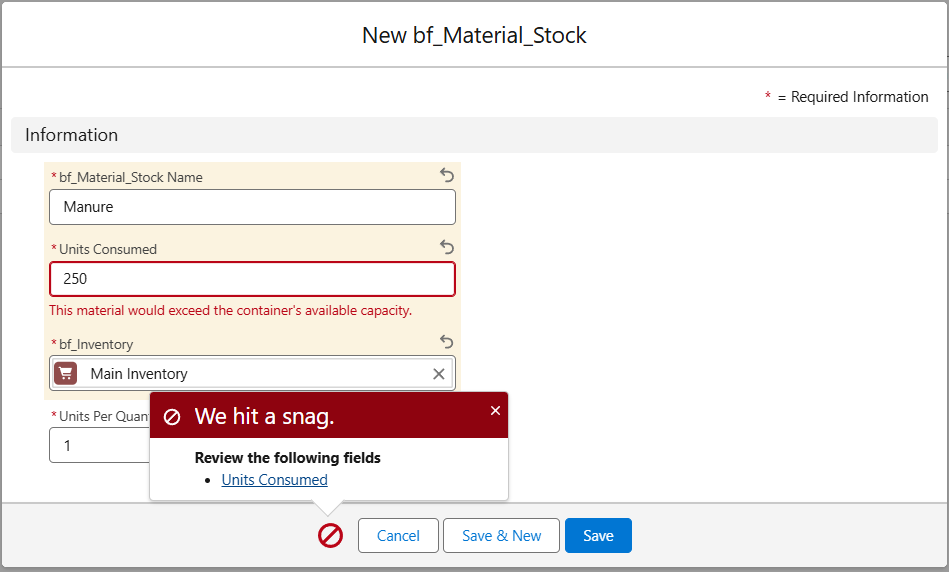 New bf_Material_Stock
* = Required Information
Information
* bf_Material_Stock Name
Manure
* Units Consumed
250
This material would exceed the container's available capacity.
* bf_Inventory
Main Inventory
* Units Per Quan
1
We hit a snag.
Review the following fields
• Units Consumed
Cancel
Save & New
Save